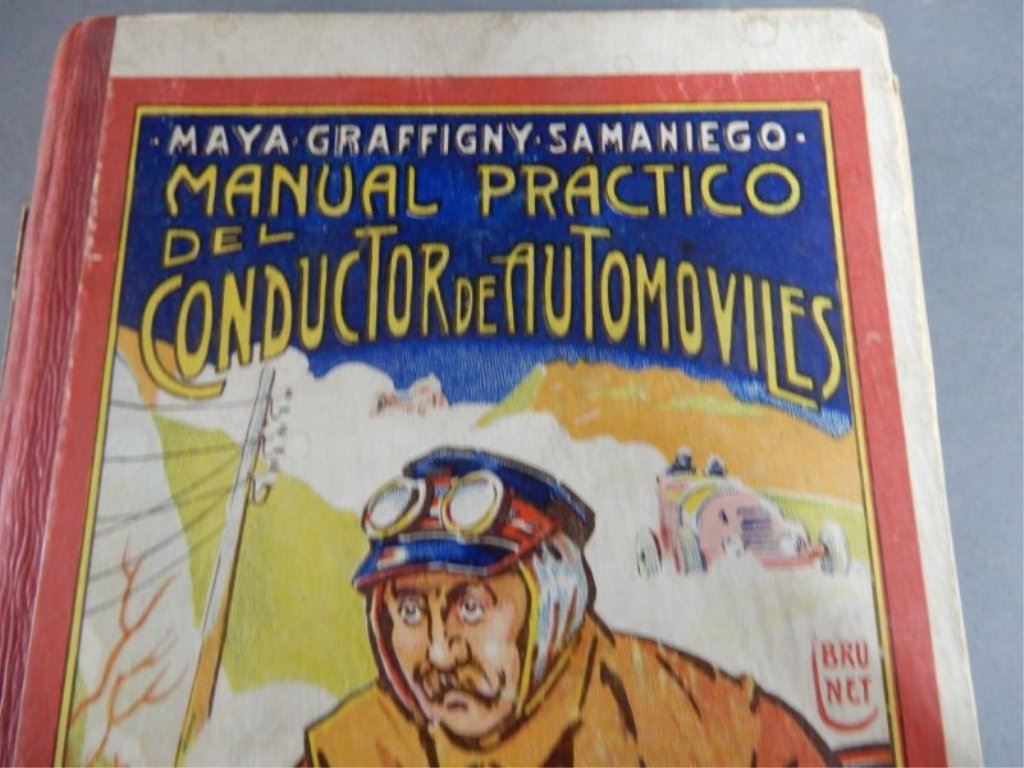 · MAYA · GRAFFIGNY · SAMANIEGO ·
MANUAL PRACTICO
DEL
CONDUCTOR DE AUTOMOVILES
BRU
NET